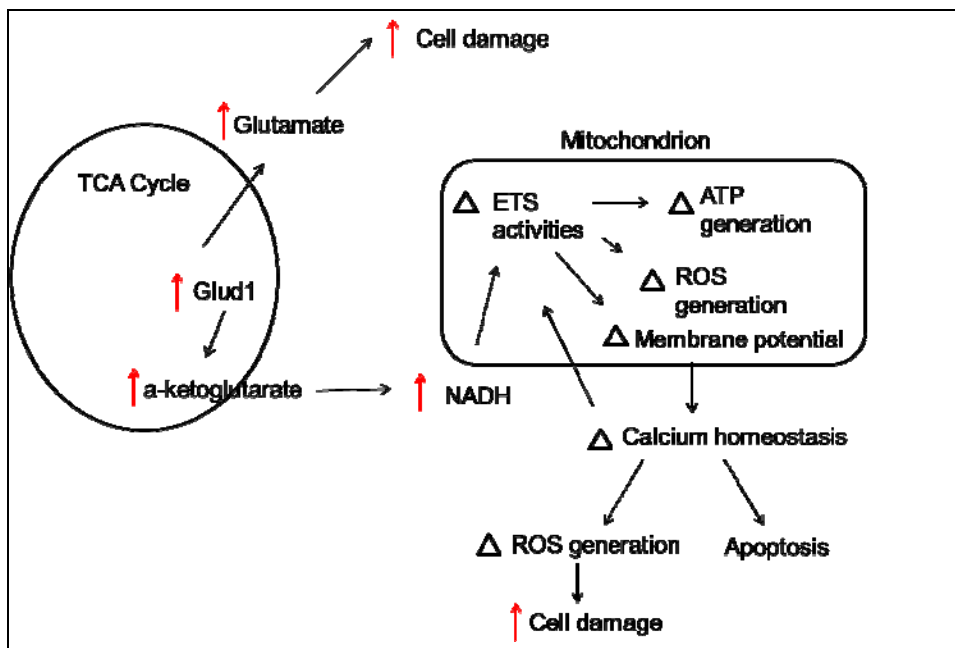 Cell damage
Glutamate
Mitochondrion
TCA Cycle
ETS
activities
ATP
generation
Glud1
ROS
generation
Membrane potential
a-ketoglutarate
NADH
Calcium homeostasis
ROS generation
Apoptosis
Cell damage